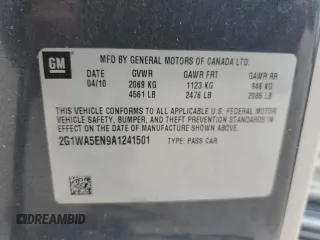 GM
MFD BY GENERAL MOTORS OF CANADA LTD.
DATE GVWR GAWR FRT GAWR RR
04/10 2069 KG 1123 KG 946 KG
4561 LB 2476 LB 2086 LB
THIS VEHICLE CONFORMS TO ALL APPLICABLE U.S. FEDERAL MOTOR
VEHICLE SAFETY, BUMPER, AND THEFT PREVENTION STANDARDS IN
EFFECT ON THE DATE OF MANUFACTURE SHOWN ABOVE.
2G1WA5EN9A1241501 TYPE: PASS CAR
DREAMBID